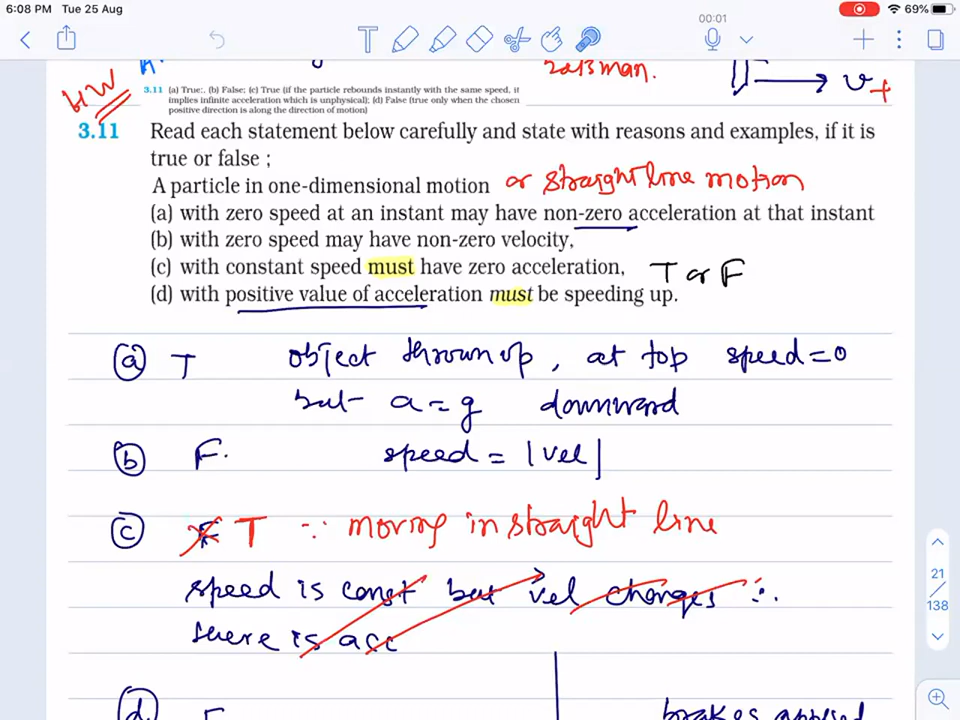 6:08 PM Tue 25 Aug
69%
00:01
HW
2013 man.
v+
3.11 (a) True;, (b) False; (c) True (if the particle rebounds instantly with the same speed, it
implies infinite acceleration which is unphysical); (d) False (true only when the chosen
positive direction is along the direction of motion)
3.11 Read each statement below carefully and state with reasons and examples, if it is
true or false ;
A particle in one-dimensional motion or straight line motion
(a) with zero speed at an instant may have non-zero acceleration at that instant
(b) with zero speed may have non-zero velocity,
(c) with constant speed must have zero acceleration, T or F
(d) with positive value of acceleration must be speeding up.
(a) T object thrown up, at top speed=0
but a=g downward
(b) F. speed = |vel|
(c) F T ∵ moving in straight line
speed is const but vel changes ∴
there is acc
(d) F
brakes applied
21
138